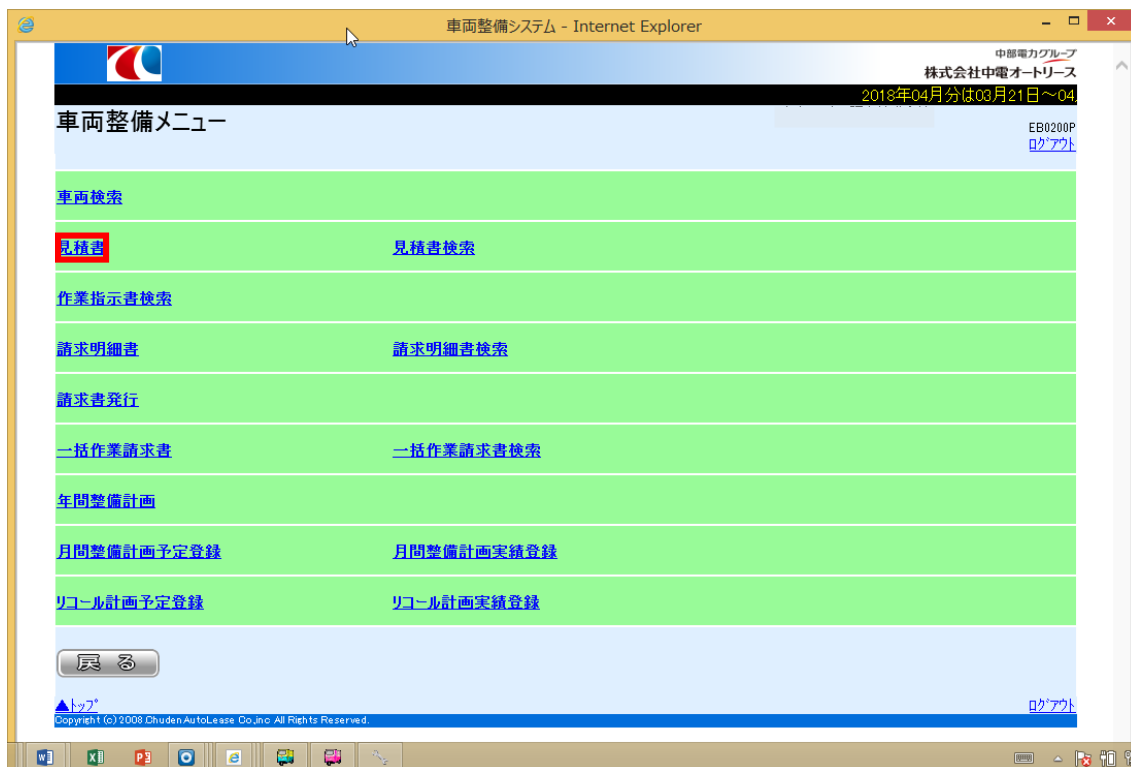 車両整備システム - Internet Explorer
中部電力グループ
株式会社中電オートリース
2018年04月分は03月21日～04
車両整備メニュー
EB0200P
ログアウト
車両検索
見積書 見積書検索
作業指示書検索
請求明細書 請求明細書検索
請求書発行
一括作業請求書 一括作業請求書検索
年間整備計画
月間整備計画予定登録 月間整備計画実績登録
リコール計画予定登録 リコール計画実績登録
戻る
▲トップ ログアウト
Copyright (c) 2008 Chuden AutoLease Co.,inc All Rights Reserved.